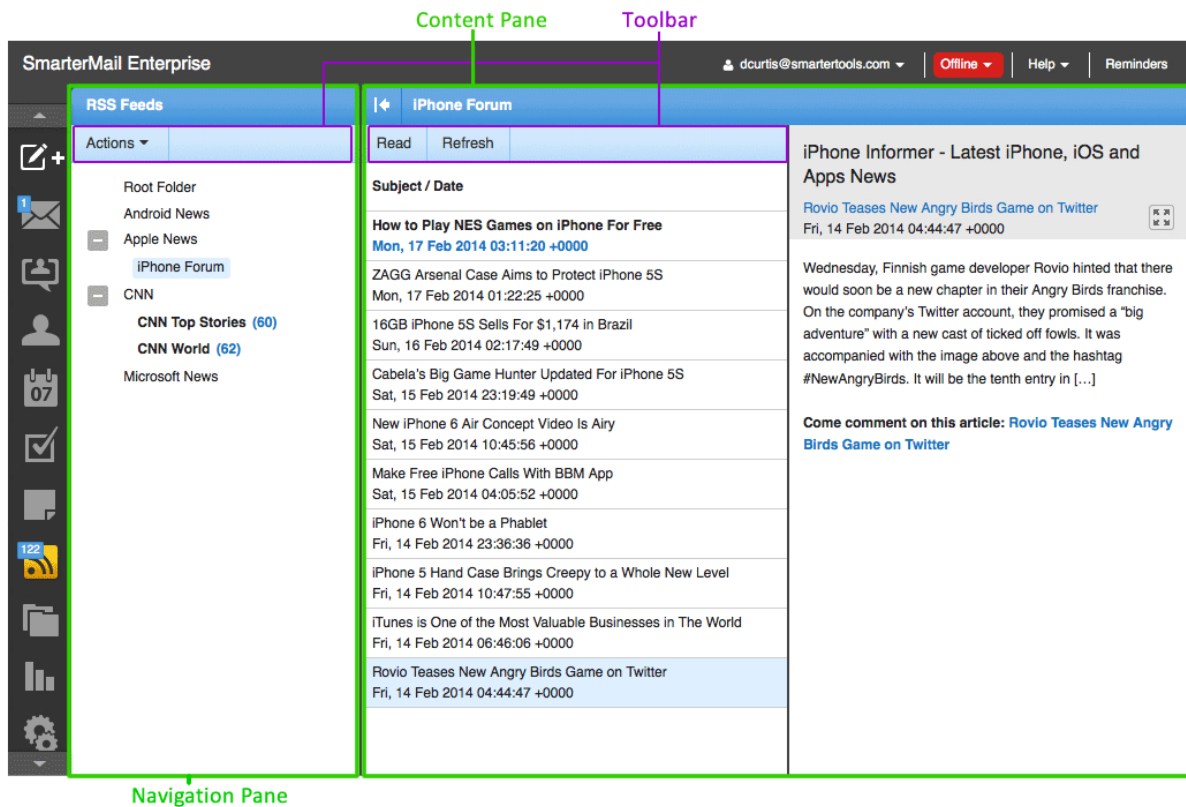 Content Pane
Toolbar
SmarterMail Enterprise
dcurtis@smartertools.com
Offline
Help
Reminders
RSS Feeds
iPhone Forum
Actions
Read
Refresh
Root Folder
Android News
Apple News
iPhone Forum
CNN
CNN Top Stories (60)
CNN World (62)
Microsoft News
1
07
122
Subject / Date
How to Play NES Games on iPhone For Free
Mon, 17 Feb 2014 03:11:20 +0000
ZAGG Arsenal Case Aims to Protect iPhone 5S
Mon, 17 Feb 2014 01:22:25 +0000
16GB iPhone 5S Sells For $1,174 in Brazil
Sun, 16 Feb 2014 02:17:49 +0000
Cabela's Big Game Hunter Updated For iPhone 5S
Sat, 15 Feb 2014 23:19:49 +0000
New iPhone 6 Air Concept Video Is Airy
Sat, 15 Feb 2014 10:45:56 +0000
Make Free iPhone Calls With BBM App
Sat, 15 Feb 2014 04:05:52 +0000
iPhone 6 Won't be a Phablet
Fri, 14 Feb 2014 23:36:36 +0000
iPhone 5 Hand Case Brings Creepy to a Whole New Level
Fri, 14 Feb 2014 10:47:55 +0000
iTunes is One of the Most Valuable Businesses in The World
Fri, 14 Feb 2014 06:46:06 +0000
Rovio Teases New Angry Birds Game on Twitter
Fri, 14 Feb 2014 04:44:47 +0000
iPhone Informer - Latest iPhone, iOS and
Apps News
Rovio Teases New Angry Birds Game on Twitter
Fri, 14 Feb 2014 04:44:47 +0000
Wednesday, Finnish game developer Rovio hinted that there
would soon be a new chapter in their Angry Birds franchise.
On the company's Twitter account, they promised a “big
adventure” with a new cast of ticked off fowls. It was
accompanied with the image above and the hashtag
#NewAngryBirds. It will be the tenth entry in […]
Come comment on this article: Rovio Teases New Angry
Birds Game on Twitter
Navigation Pane